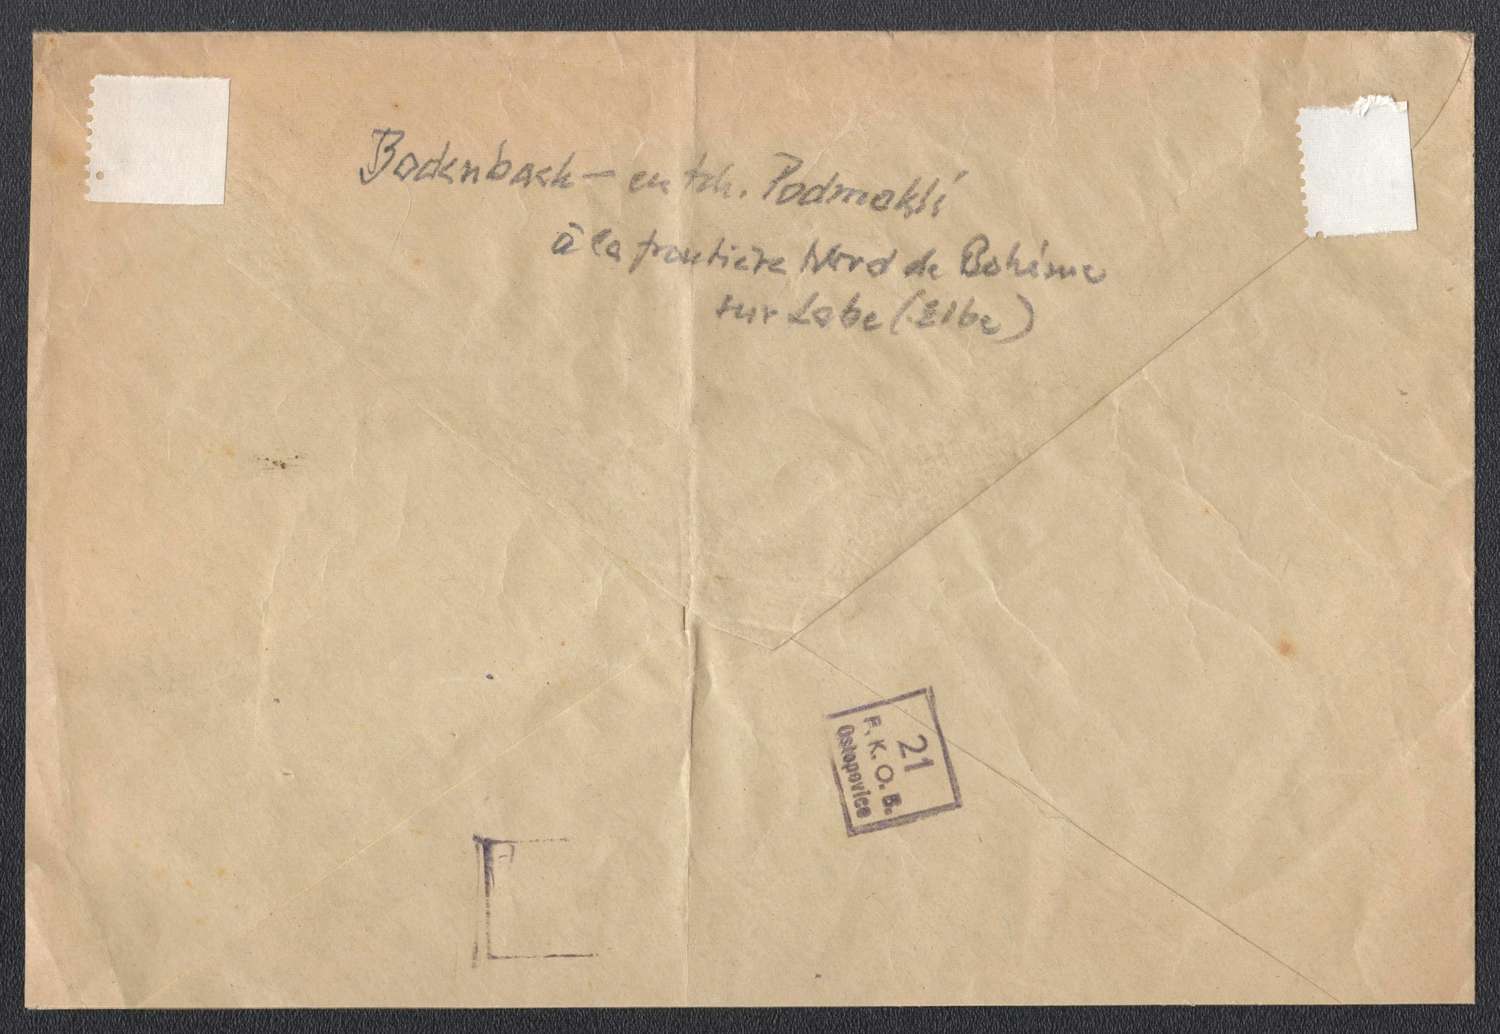 Bodenbach – en tch. Podmokli
à la frontière Nord de Bohême
sur Labe (Elbe)
21
F. K. O. B.
Ostopovice